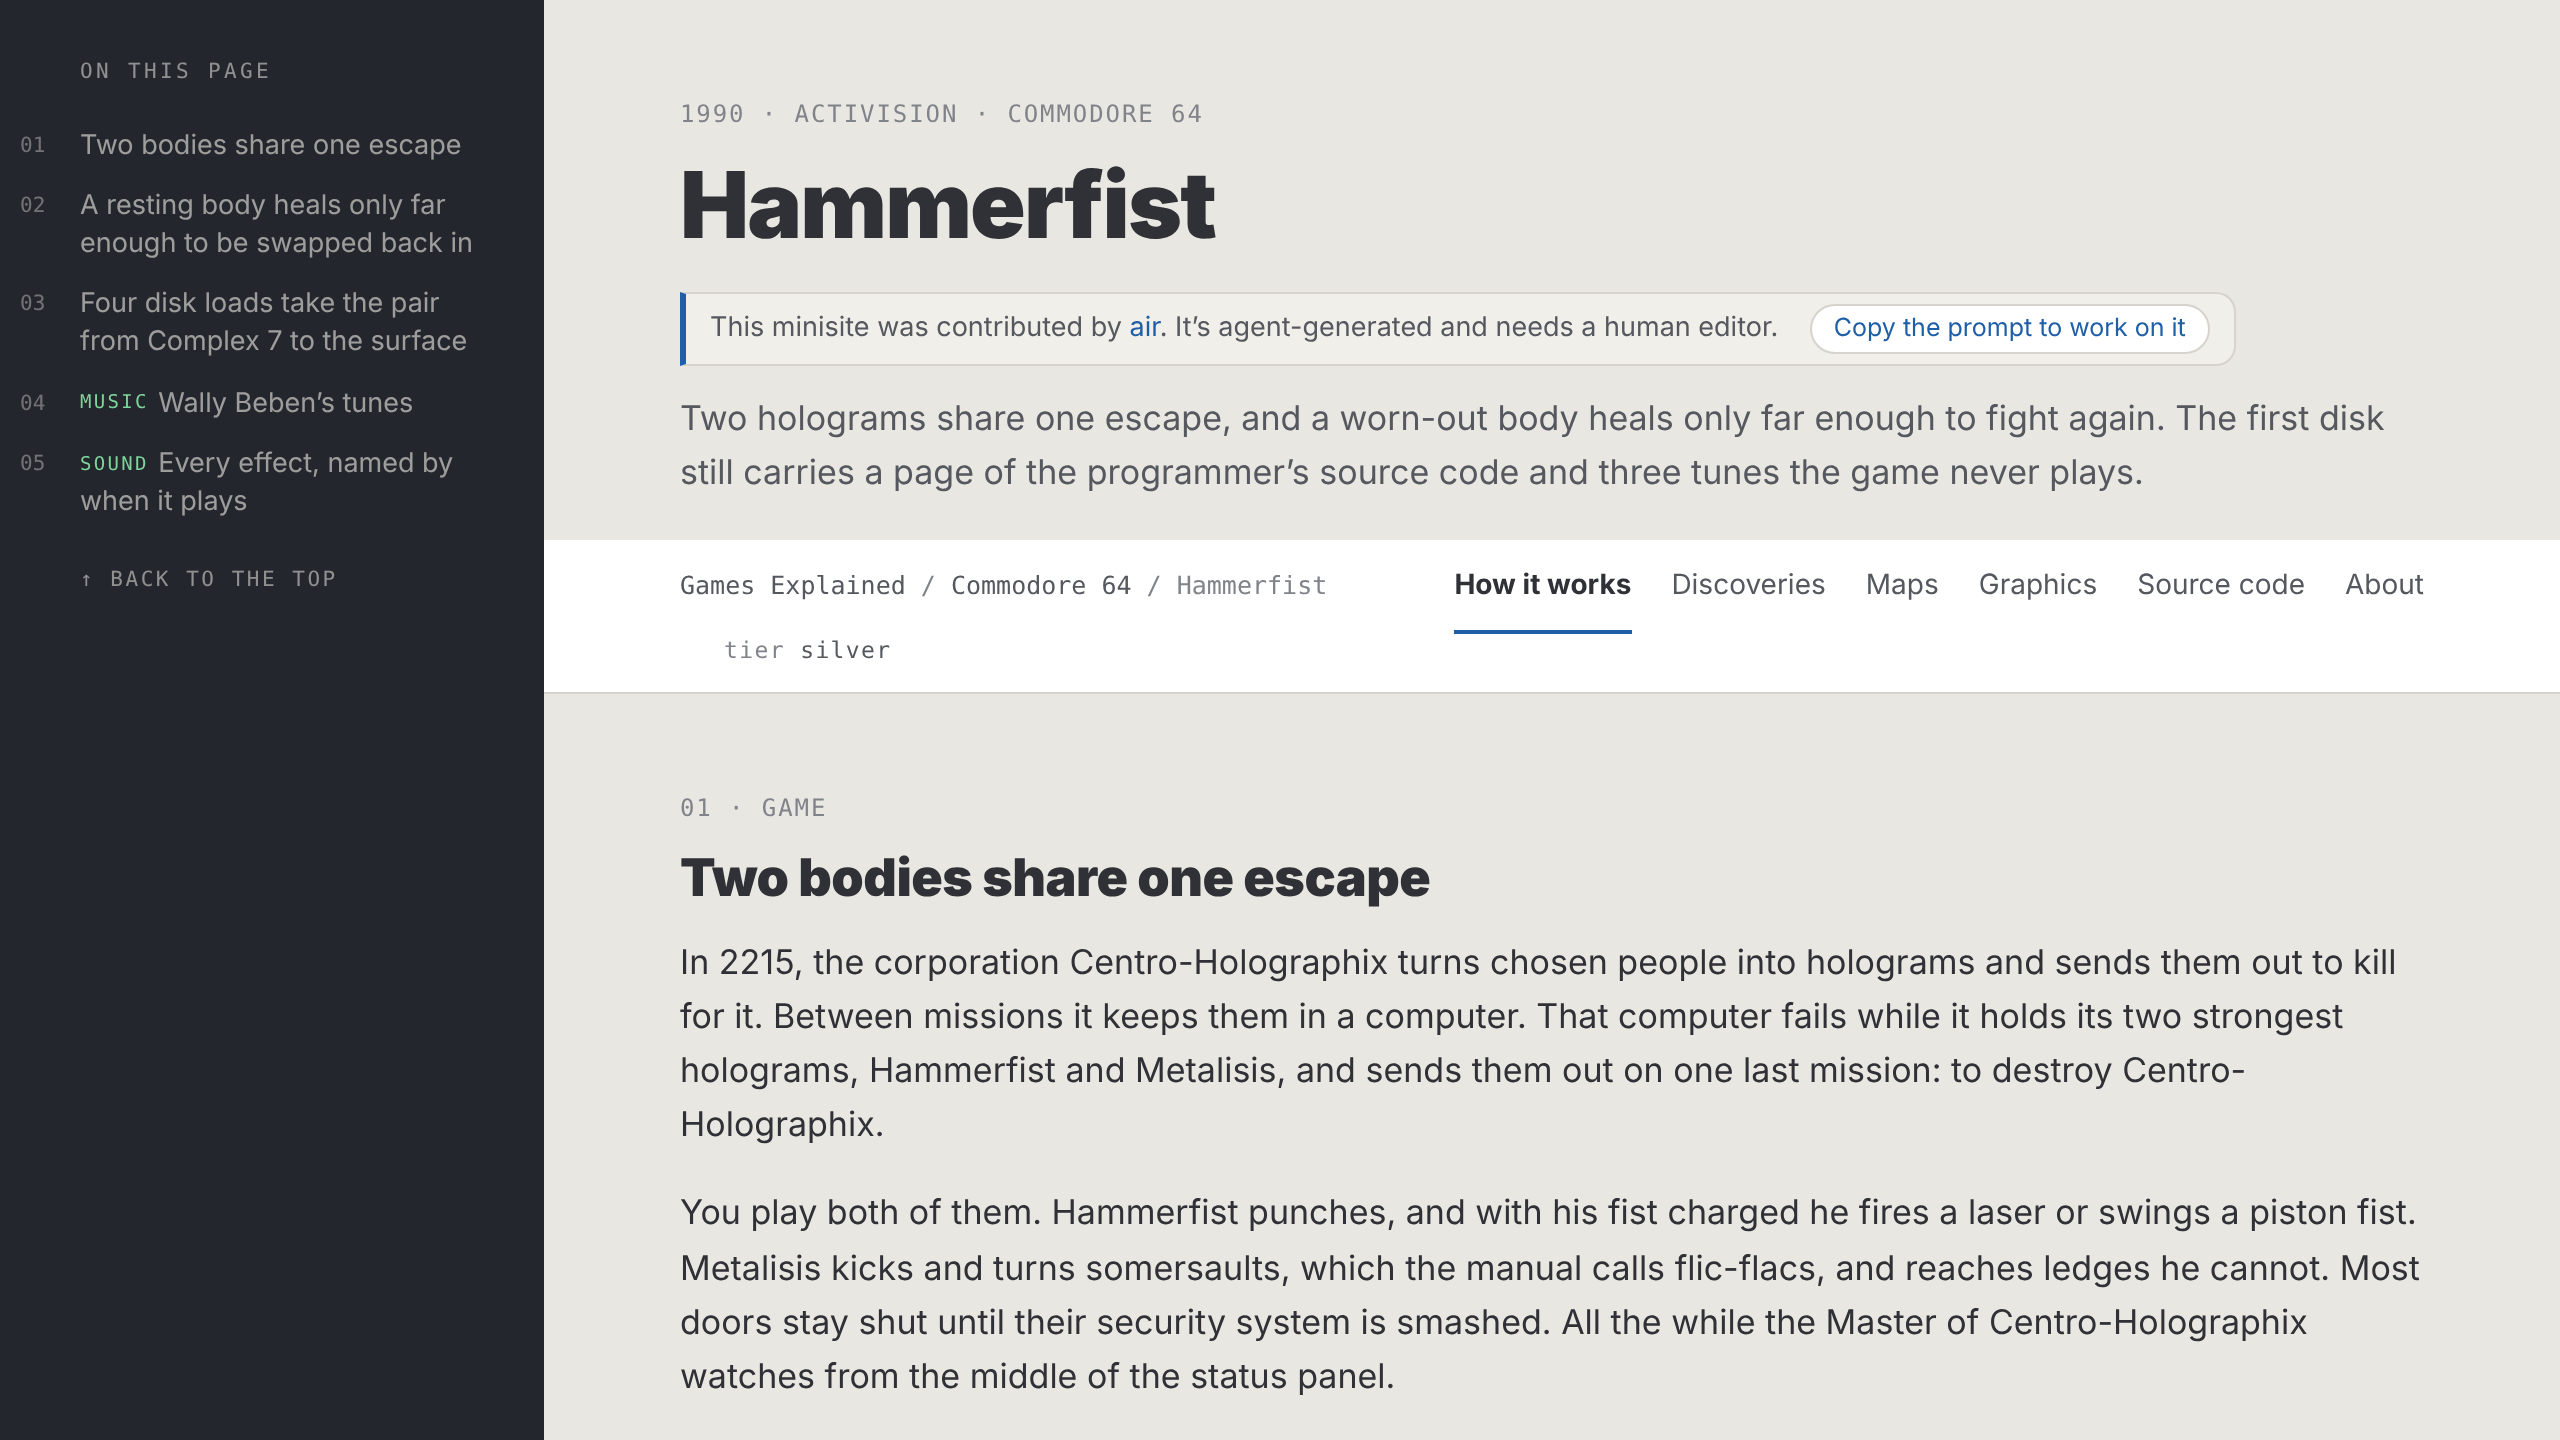 ON THIS PAGE
01 Two bodies share one escape
02 A resting body heals only far
enough to be swapped back in
03 Four disk loads take the pair
from Complex 7 to the surface
04 MUSIC Wally Beben’s tunes
05 SOUND Every effect, named by
when it plays
↑ BACK TO THE TOP
1990 · ACTIVISION · COMMODORE 64
Hammerfist
This minisite was contributed by air. It’s agent-generated and needs a human editor. Copy the prompt to work on it
Two holograms share one escape, and a worn-out body heals only far enough to fight again. The first disk
still carries a page of the programmer’s source code and three tunes the game never plays.
Games Explained / Commodore 64 / Hammerfist
How it works Discoveries Maps Graphics Source code About
tier silver
01 · GAME
Two bodies share one escape
In 2215, the corporation Centro-Holographix turns chosen people into holograms and sends them out to kill
for it. Between missions it keeps them in a computer. That computer fails while it holds its two strongest
holograms, Hammerfist and Metalisis, and sends them out on one last mission: to destroy Centro-
Holographix.
You play both of them. Hammerfist punches, and with his fist charged he fires a laser or swings a piston fist.
Metalisis kicks and turns somersaults, which the manual calls flic-flacs, and reaches ledges he cannot. Most
doors stay shut until their security system is smashed. All the while the Master of Centro-Holographix
watches from the middle of the status panel.